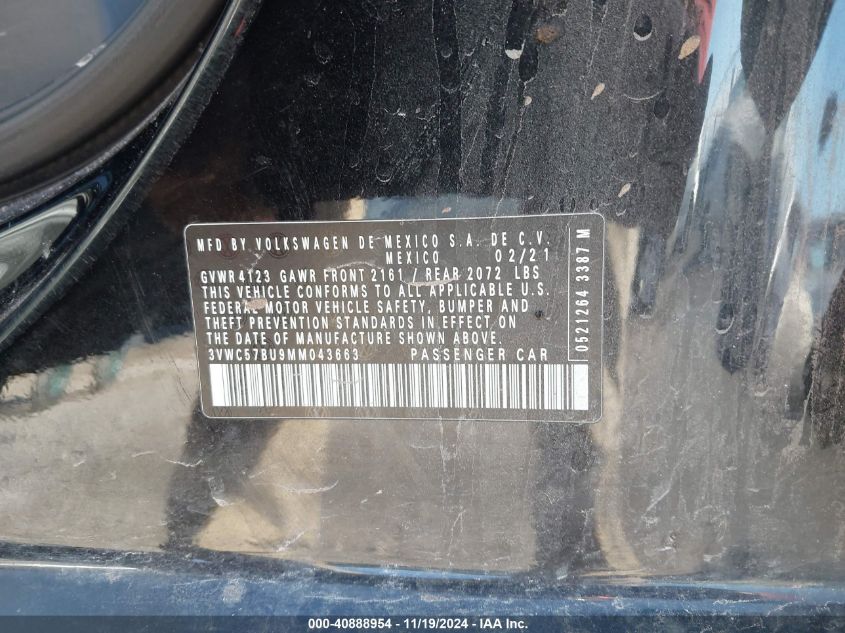 MFD BY VOLKSWAGEN DE MEXICO S.A. DE C.V.
MEXICO 02/21
GVWR 4123 GAWR FRONT 2161 / REAR 2072 LBS
THIS VEHICLE CONFORMS TO ALL APPLICABLE U.S.
FEDERAL MOTOR VEHICLE SAFETY, BUMPER AND
THEFT PREVENTION STANDARDS IN EFFECT ON
THE DATE OF MANUFACTURE SHOWN ABOVE.
3VWC57BU9MM043663 PASSENGER CAR
0521264 3387 M
000-40888954 - 11/19/2024 - IAAI.com